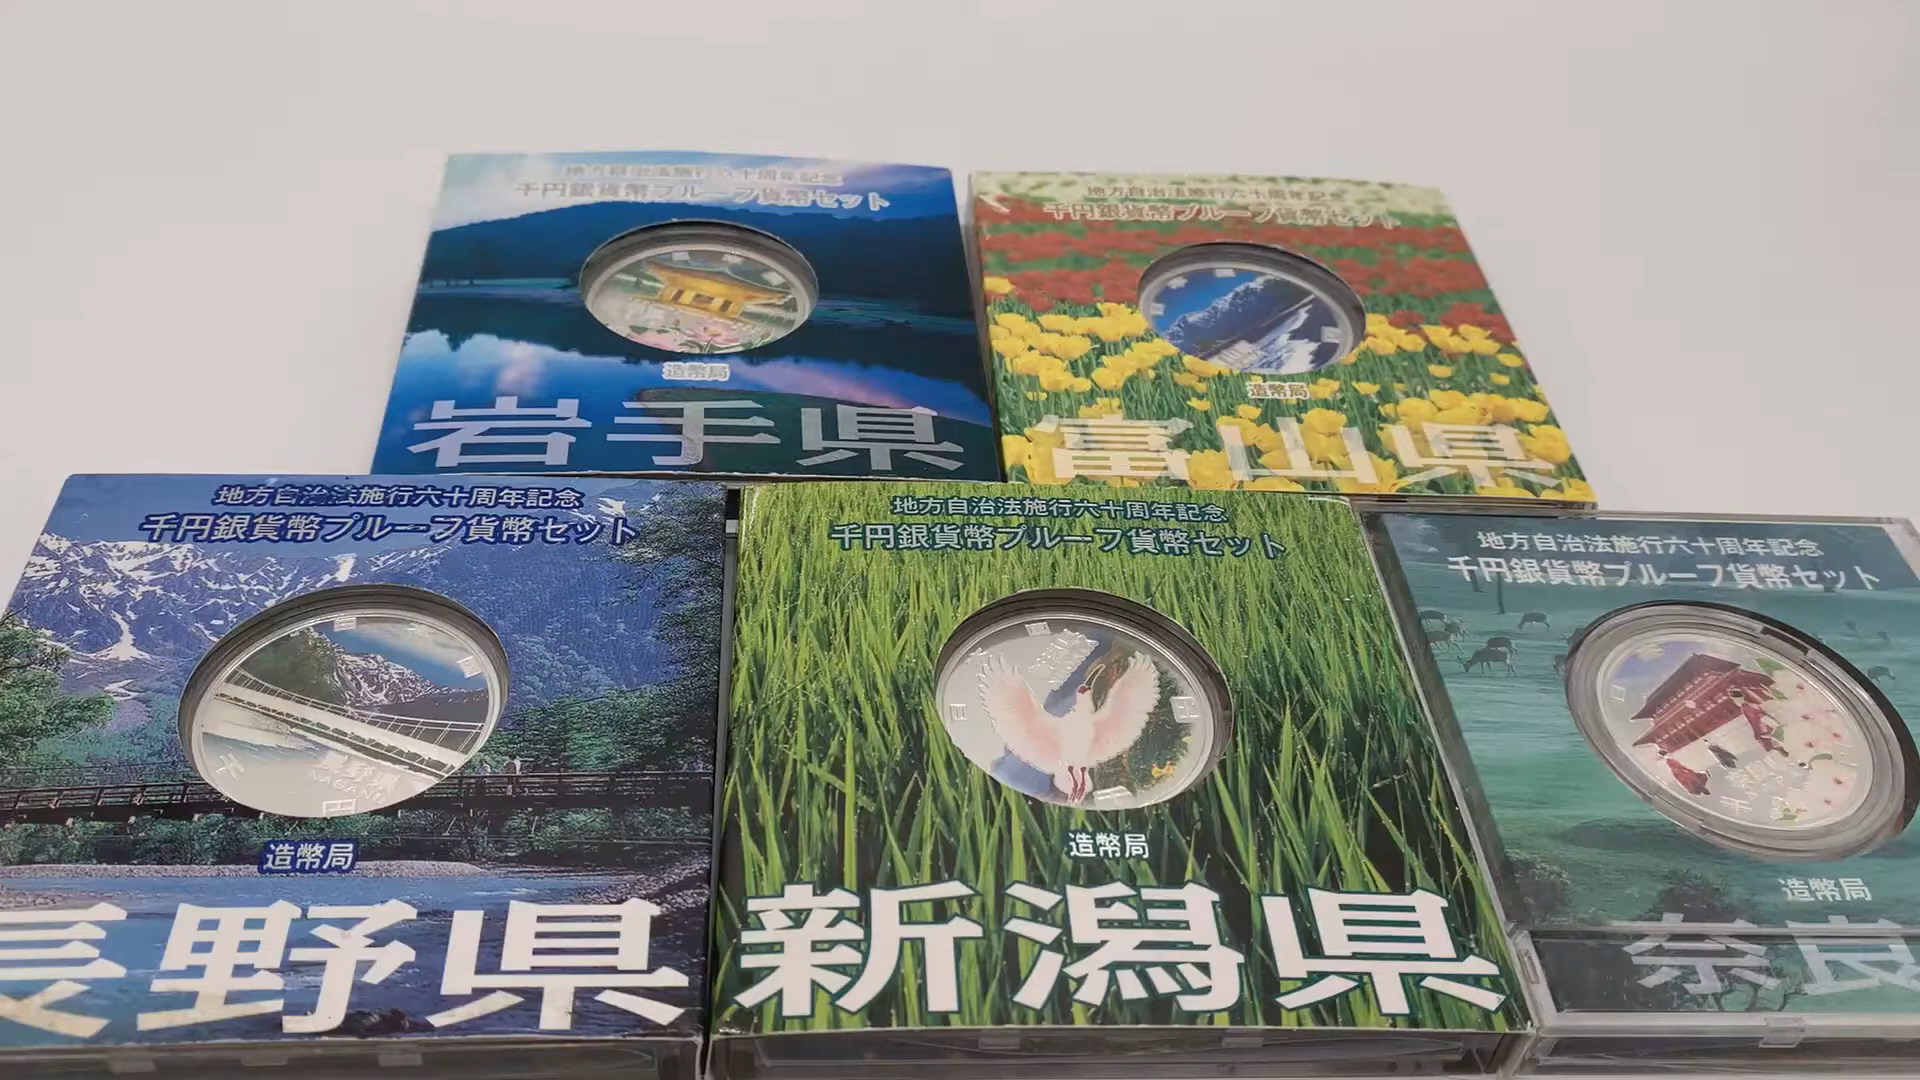 地方自治法施行六十周年記念
千円銀貨幣プルーフ貨幣セット
造幣局
岩手県
地方自治法施行六十周年記念
千円銀貨幣プルーフ貨幣セット
造幣局
富山県
地方自治法施行六十周年記念
千円銀貨幣プルーフ貨幣セット
長野県
NAGANO
造幣局
長野県
地方自治法施行六十周年記念
千円銀貨幣プルーフ貨幣セット
造幣局
新潟県
地方自治法施行六十周年記念
千円銀貨幣プルーフ貨幣セット
造幣局
奈良